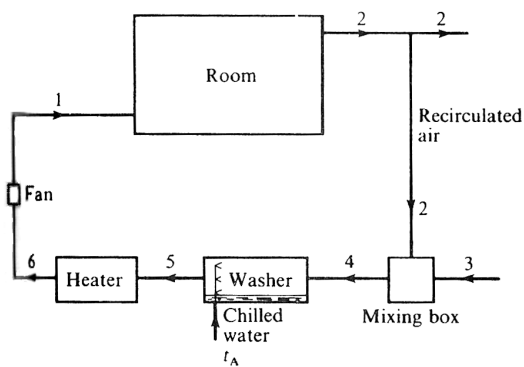 2 2
Room
1
Recirculated
air
Fan
2
6 5 4 3
Heater Washer
Chilled
water
t_A
Mixing box